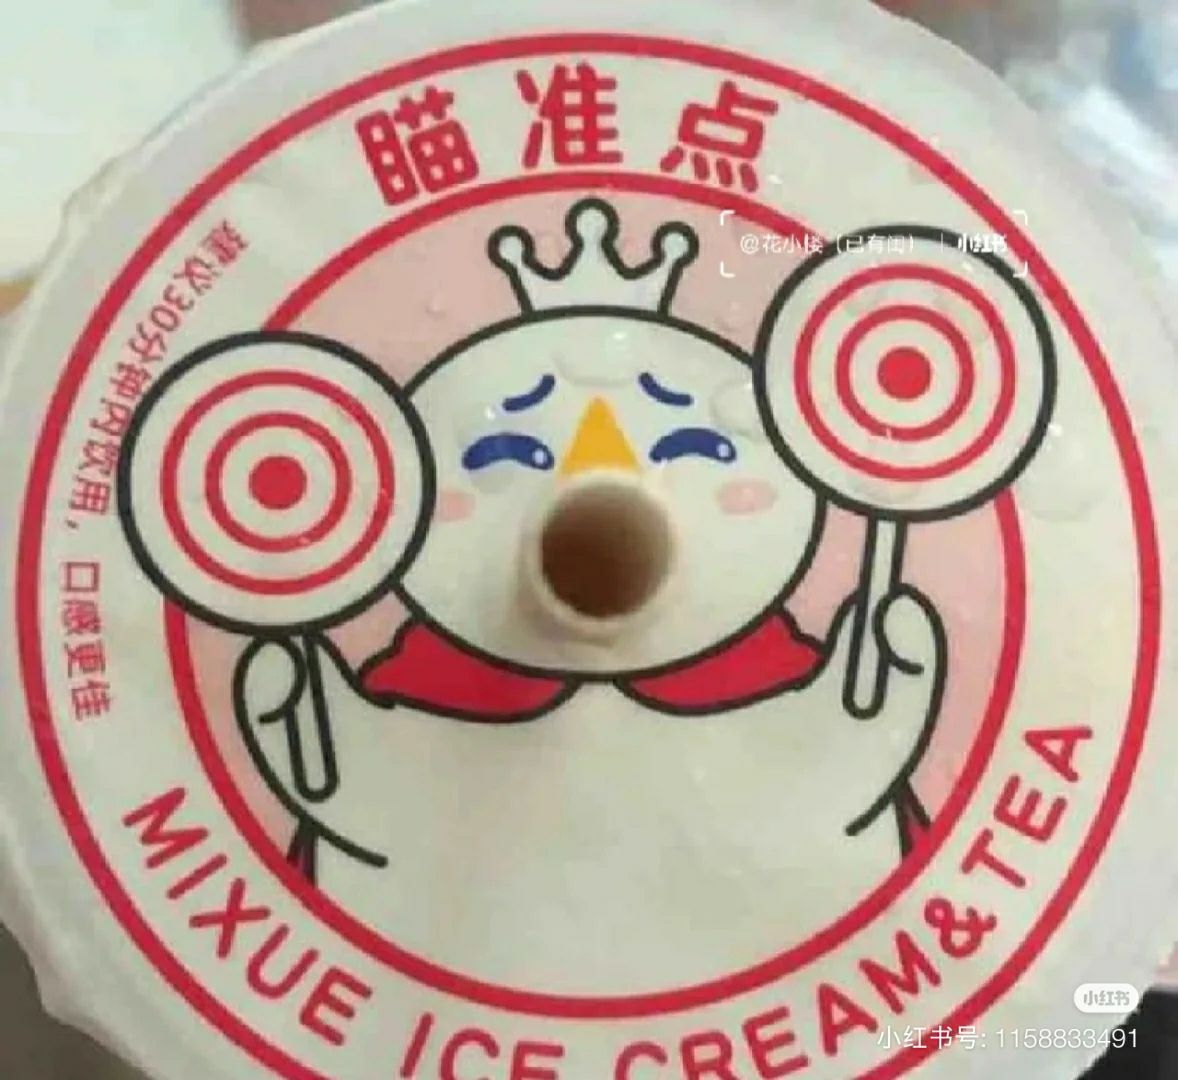 瞄准点
@花小楼（已有闺） | 小红书
建议30分钟内饮用，口感更佳
MIXUE ICE CREAM&TEA
小红书
小红书号: 1158833491